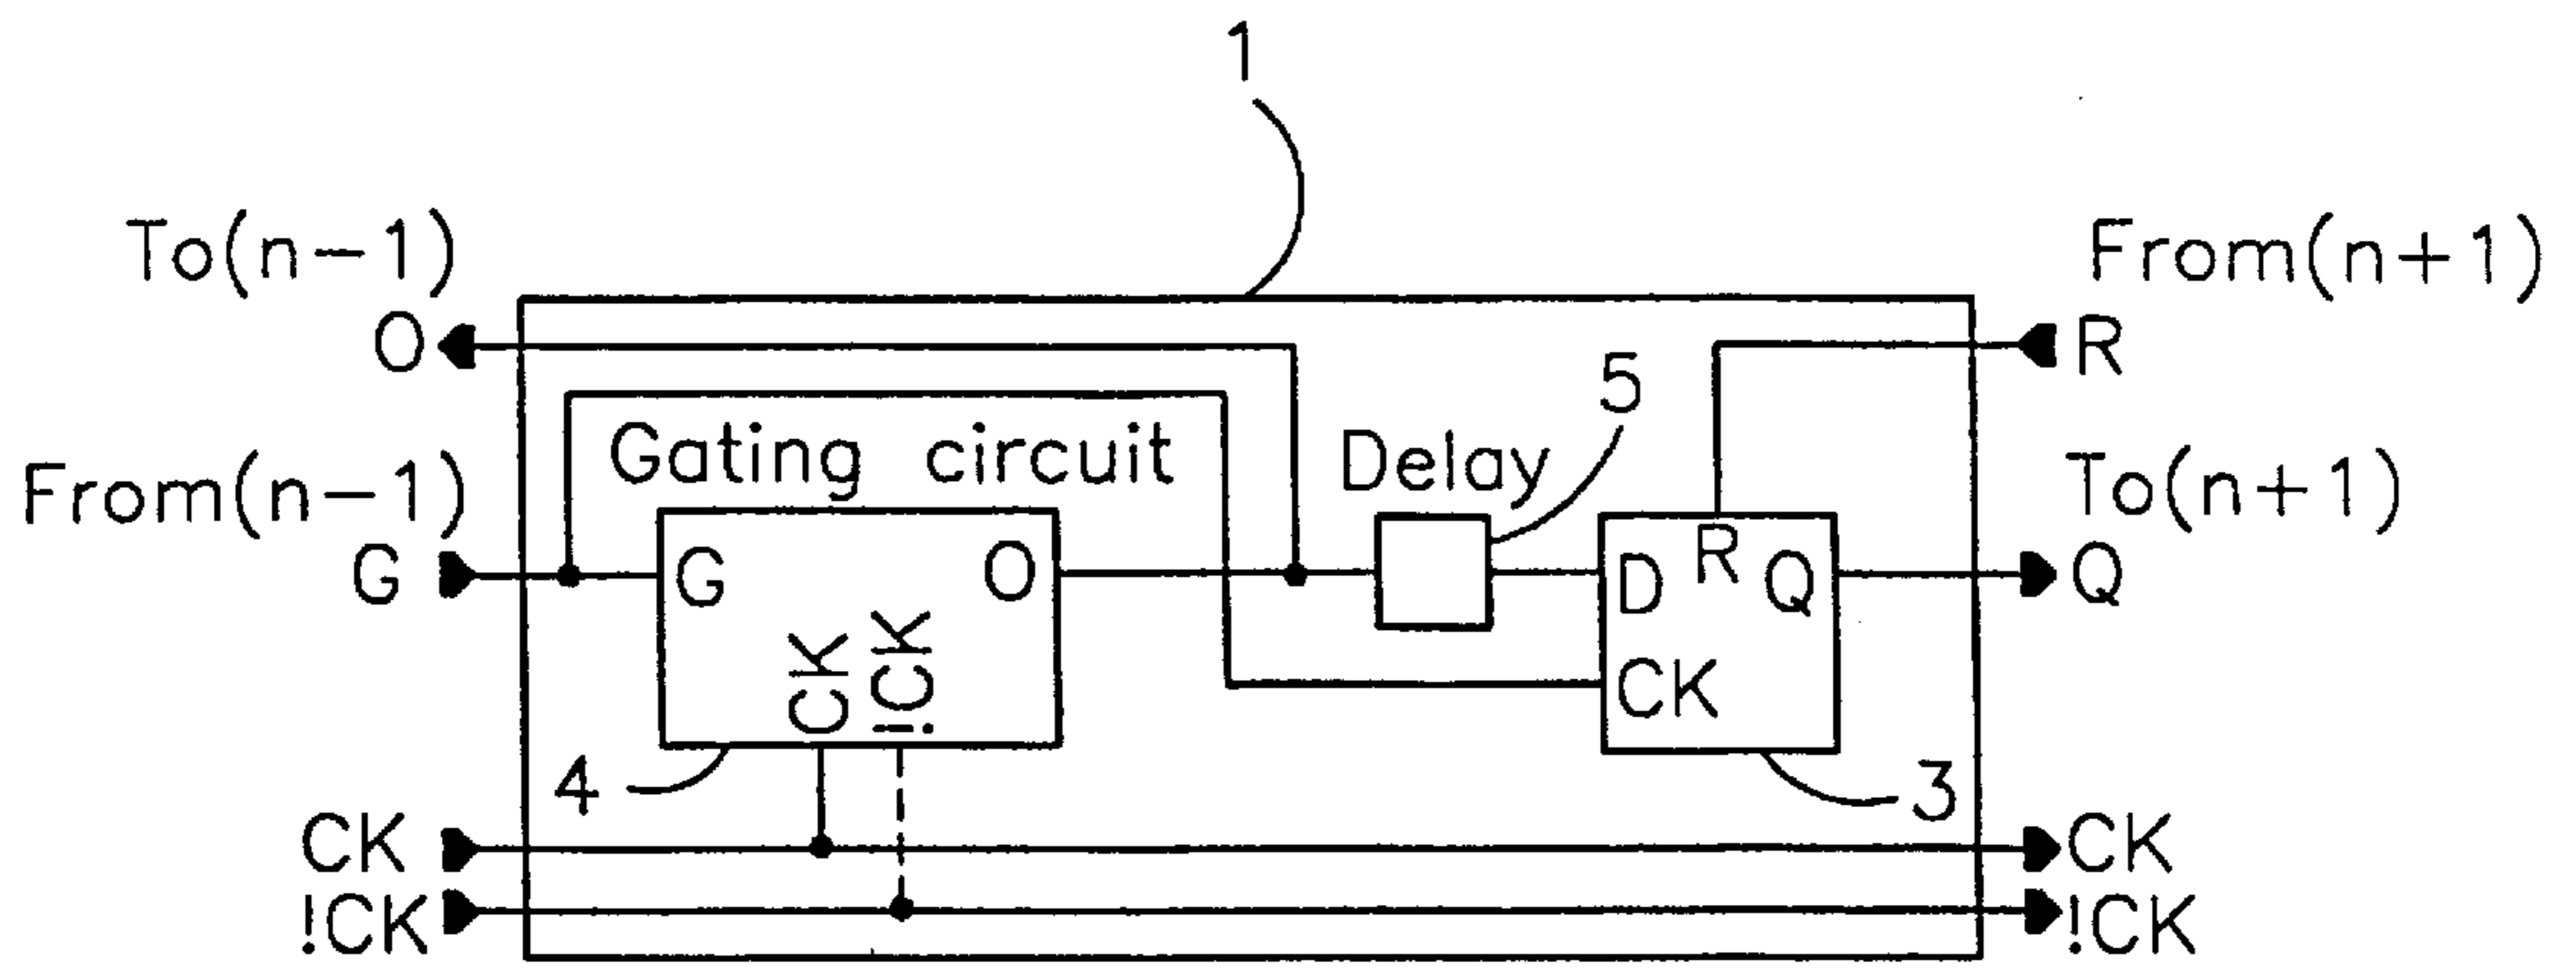 1
To(n-1)
From(n+1)
O
R
5
Gating circuit
Delay
From(n-1)
To(n+1)
G
G
O
D
R
Q
Q
CK
!CK
CK
4
3
CK
CK
!CK
!CK